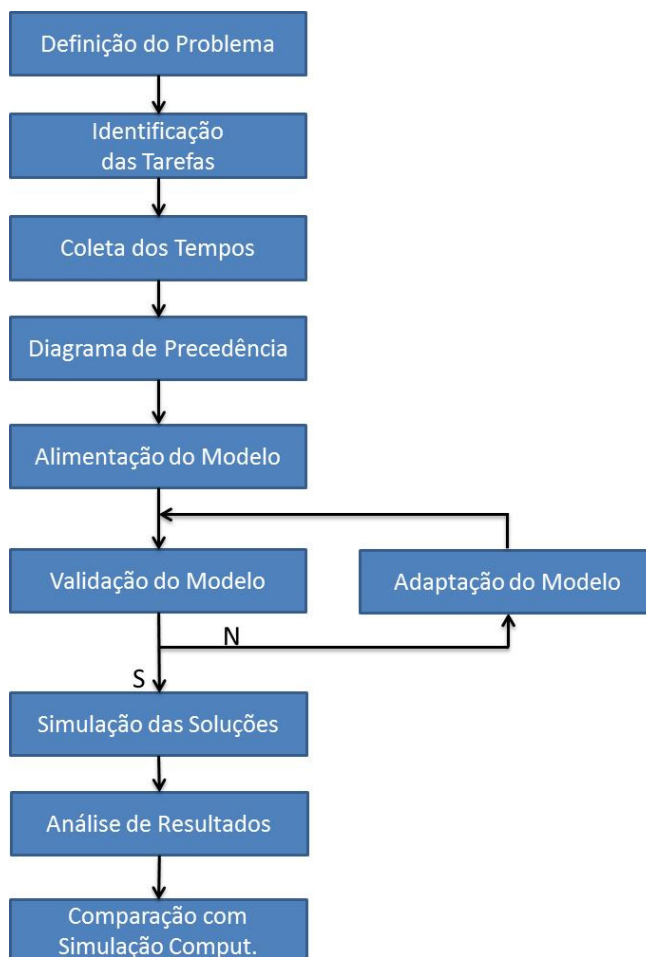 Definição do Problema
Identificação
das Tarefas
Coleta dos Tempos
Diagrama de Precedência
Alimentação do Modelo
Validação do Modelo
Adaptação do Modelo
N
S
Simulação das Soluções
Análise de Resultados
Comparação com
Simulação Comput.